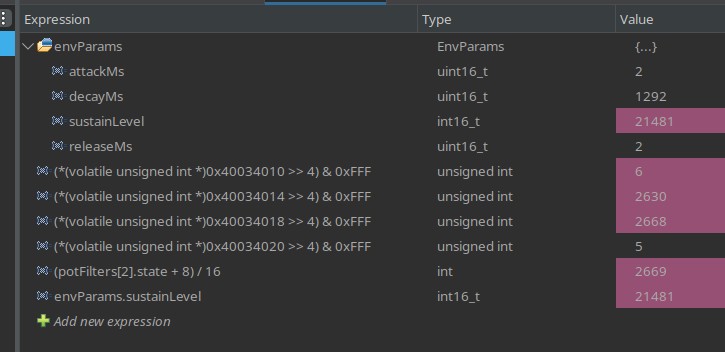 Expression Type Value
envParams EnvParams {...}
attackMs uint16_t 2
decayMs uint16_t 1292
sustainLevel int16_t 21481
releaseMs uint16_t 2
(*(volatile unsigned int *)0x40034010 >> 4) & 0xFFF unsigned int 6
(*(volatile unsigned int *)0x40034014 >> 4) & 0xFFF unsigned int 2630
(*(volatile unsigned int *)0x40034018 >> 4) & 0xFFF unsigned int 2668
(*(volatile unsigned int *)0x40034020 >> 4) & 0xFFF unsigned int 5
(potFilters[2].state + 8) / 16 int 2669
envParams.sustainLevel int16_t 21481
Add new expression